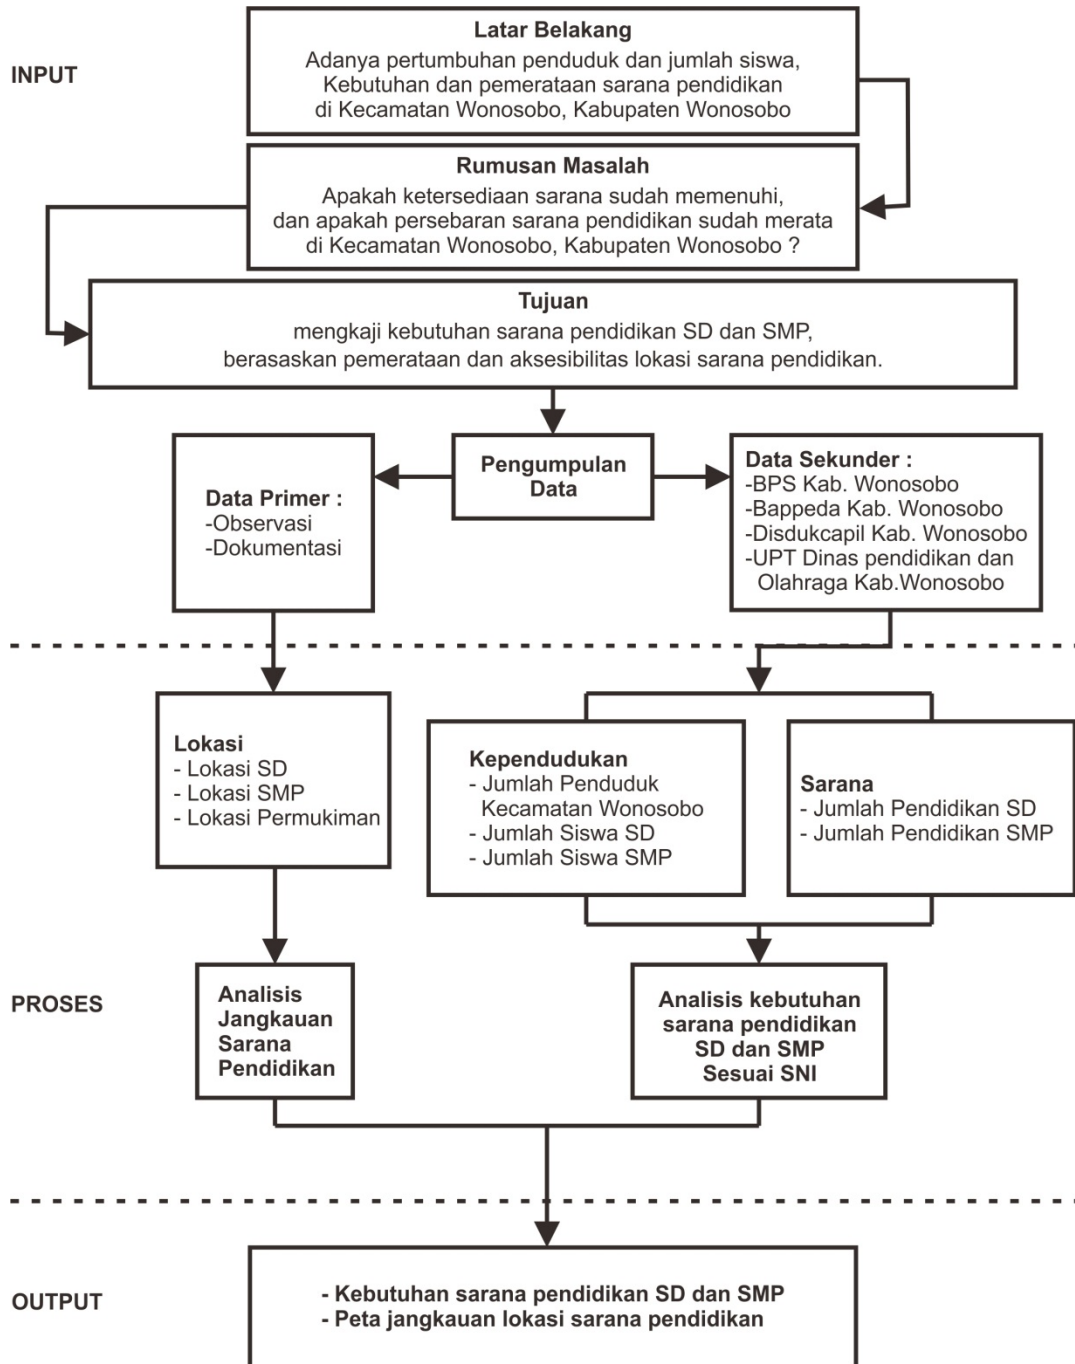 INPUT
Latar Belakang
Adanya pertumbuhan penduduk dan jumlah siswa,
Kebutuhan dan pemerataan sarana pendidikan
di Kecamatan Wonosobo, Kabupaten Wonosobo
Rumusan Masalah
Apakah ketersediaan sarana sudah memenuhi,
dan apakah persebaran sarana pendidikan sudah merata
di Kecamatan Wonosobo, Kabupaten Wonosobo ?
Tujuan
mengkaji kebutuhan sarana pendidikan SD dan SMP,
berasaskan pemerataan dan aksesibilitas lokasi sarana pendidikan.
Pengumpulan
Data
Data Primer :
-Observasi
-Dokumentasi
Data Sekunder :
-BPS Kab. Wonosobo
-Bappeda Kab. Wonosobo
-Disdukcapil Kab. Wonosobo
-UPT Dinas pendidikan dan
Olahraga Kab.Wonosobo
PROSES
Lokasi
- Lokasi SD
- Lokasi SMP
- Lokasi Permukiman
Kependudukan
- Jumlah Penduduk
Kecamatan Wonosobo
- Jumlah Siswa SD
- Jumlah Siswa SMP
Sarana
- Jumlah Pendidikan SD
- Jumlah Pendidikan SMP
Analisis
Jangkauan
Sarana
Pendidikan
Analisis kebutuhan
sarana pendidikan
SD dan SMP
Sesuai SNI
OUTPUT
- Kebutuhan sarana pendidikan SD dan SMP
- Peta jangkauan lokasi sarana pendidikan